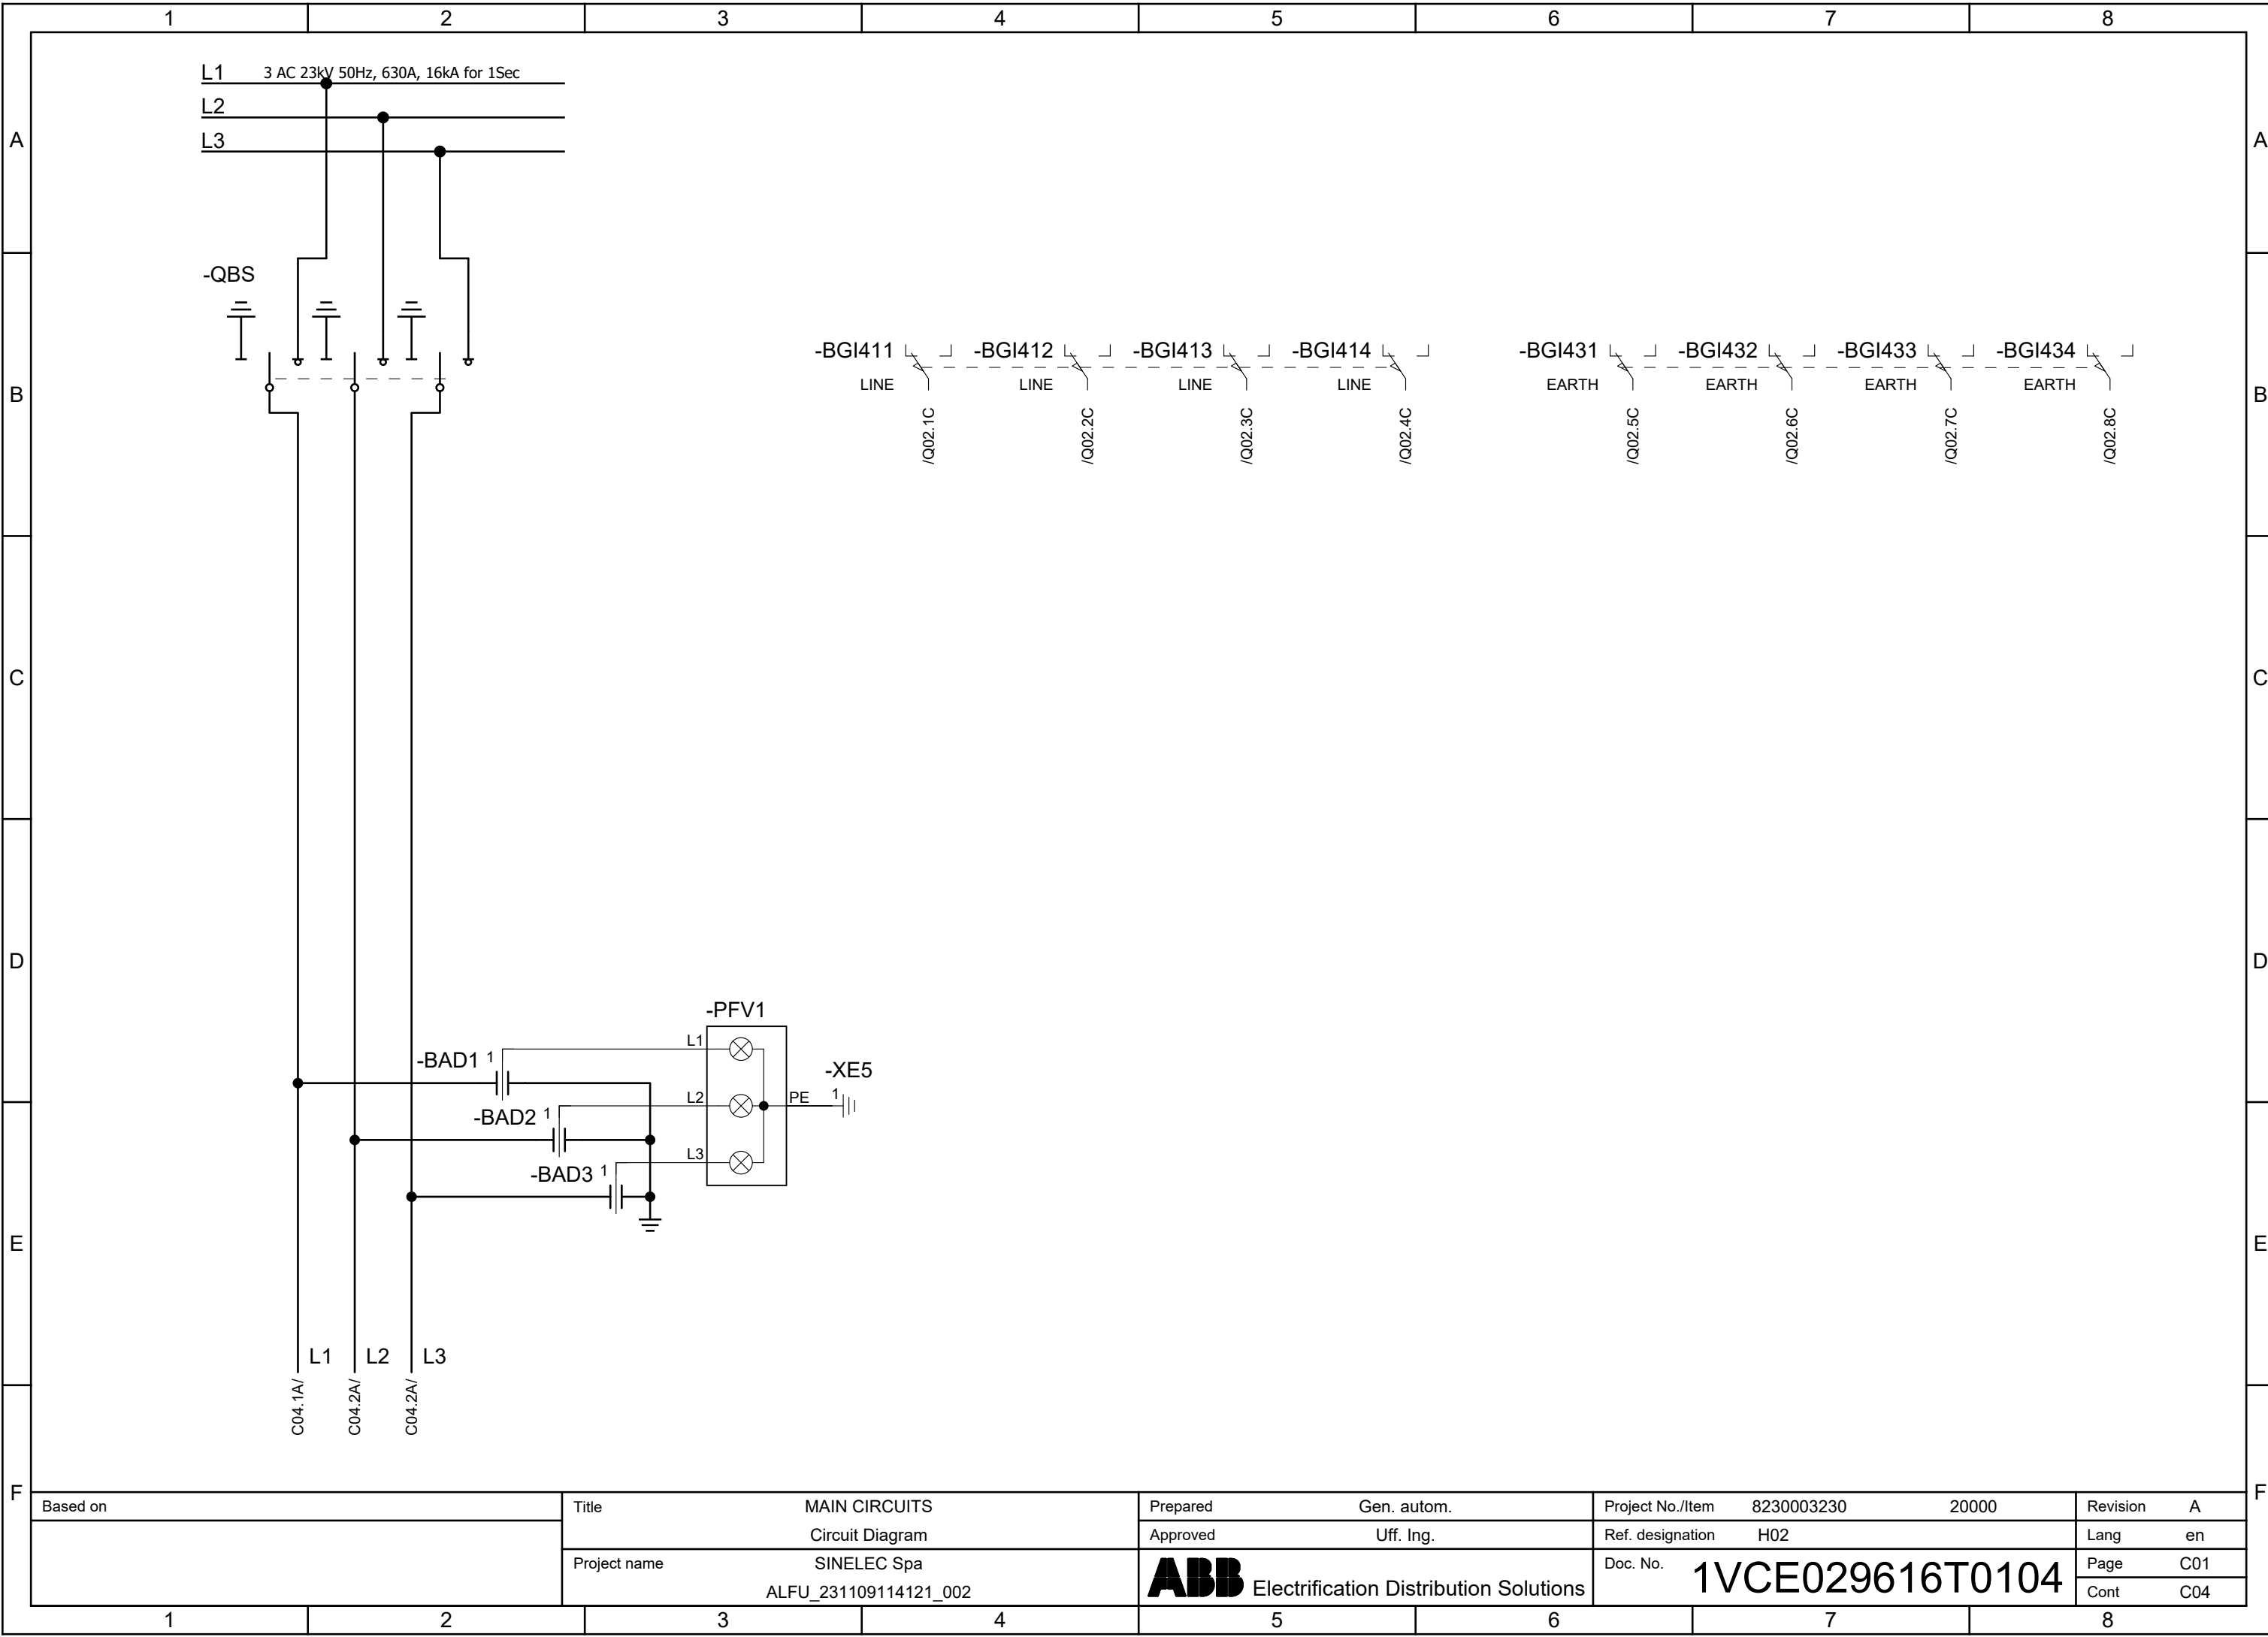 1 2 3 4 5 6 7 8
L1 3 AC 23kV 50Hz, 630A, 16kA for 1Sec
L2
L3
A A
-QBS
-BGI411 -BGI412 -BGI413 -BGI414 -BGI431 -BGI432 -BGI433 -BGI434
LINE LINE LINE LINE EARTH EARTH EARTH EARTH
B B
/Q02.1C /Q02.2C /Q02.3C /Q02.4C /Q02.5C /Q02.6C /Q02.7C /Q02.8C
C C
D D
-PFV1
L1
-BAD1 1
-XE5
L2 PE 1
-BAD2 1
L3
-BAD3 1
E E
L1 L2 L3
C04.1A/ C04.2A/ C04.2A/
F F
Based on Title MAIN CIRCUITS Prepared Gen. autom. Project No./Item 8230003230 20000 Revision A
Circuit Diagram Approved Uff. Ing. Ref. designation H02 Lang en
Project name SINELEC Spa ABB Electrification Distribution Solutions Doc. No. 1VCE029616T0104 Page C01
ALFU_231109114121_002 Cont C04
1 2 3 4 5 6 7 8